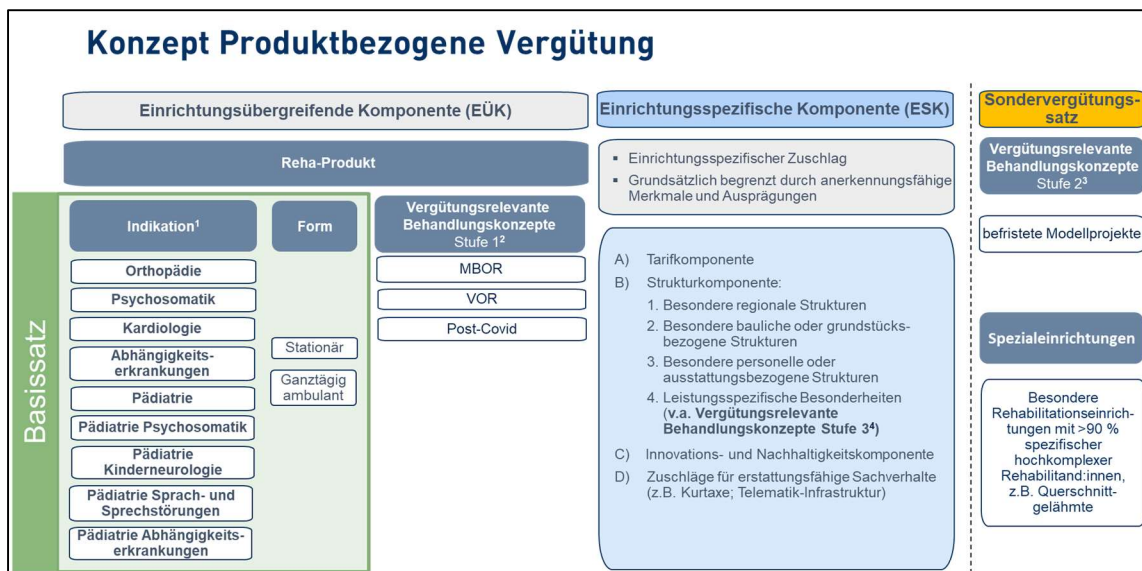 Konzept Produktbezogene Vergütung
Einrichtungsübergreifende Komponente (EÜK)
Reha-Produkt
Basissatz
Indikation¹
Orthopädie
Psychosomatik
Kardiologie
Abhängigkeits-
erkrankungen
Pädiatrie
Pädiatrie Psychosomatik
Pädiatrie
Kinderneurologie
Pädiatrie Sprach- und
Sprechstörungen
Pädiatrie Abhängigkeits-
erkrankungen
Form
Stationär
Ganztägig
ambulant
Vergütungsrelevante
Behandlungskonzepte
Stufe 1²
MBOR
VOR
Post-Covid
Einrichtungsspezifische Komponente (ESK)
▪ Einrichtungsspezifischer Zuschlag
▪ Grundsätzlich begrenzt durch anerkennungsfähige
Merkmale und Ausprägungen
A) Tarifkomponente
B) Strukturkomponente:
1. Besondere regionale Strukturen
2. Besondere bauliche oder grundstücks-
bezogene Strukturen
3. Besondere personelle oder
ausstattungsbezogene Strukturen
4. Leistungsspezifische Besonderheiten
(v.a. Vergütungsrelevante
Behandlungskonzepte Stufe 3⁴)
C) Innovations- und Nachhaltigkeitskomponente
D) Zuschläge für erstattungsfähige Sachverhalte
(z.B. Kurtaxe; Telematik-Infrastruktur)
Sondervergütungs-
satz
Vergütungsrelevante
Behandlungskonzepte
Stufe 2³
befristete Modellprojekte
Spezialeinrichtungen
Besondere
Rehabilitationseinrich-
tungen mit >90 %
spezifischer
hochkomplexer
Rehabilitand:innen,
z.B. Querschnitt-
gelähmte